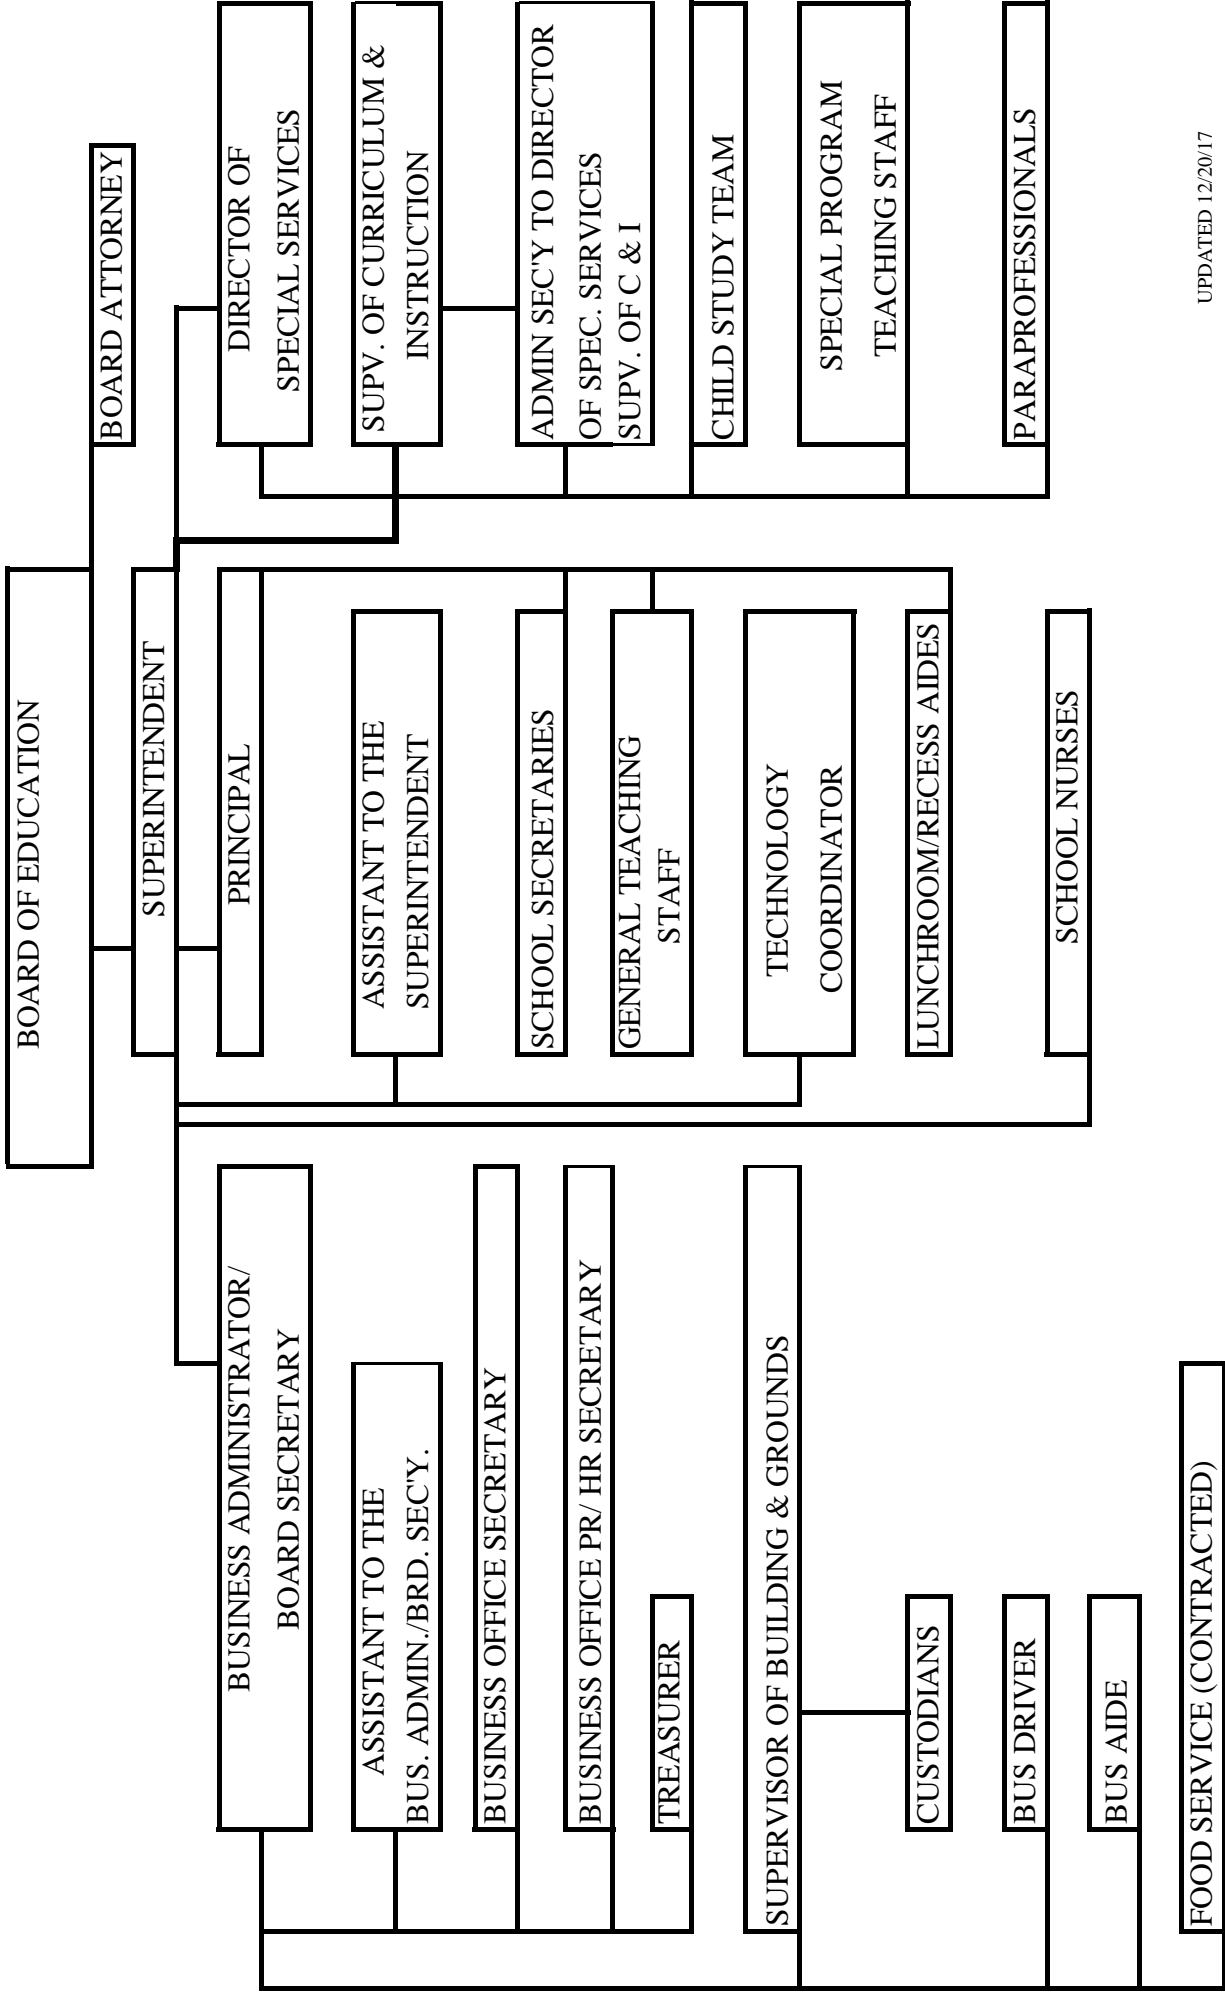 BOARD OF EDUCATION
BOARD ATTORNEY
SUPERINTENDENT
BUSINESS ADMINISTRATOR/
BOARD SECRETARY
PRINCIPAL
DIRECTOR OF
SPECIAL SERVICES
ASSISTANT TO THE
BUS. ADMIN./BRD. SEC'Y.
ASSISTANT TO THE
SUPERINTENDENT
SUPV. OF CURRICULUM &
INSTRUCTION
BUSINESS OFFICE SECRETARY
SCHOOL SECRETARIES
ADMIN SEC'Y TO DIRECTOR
OF SPEC. SERVICES
SUPV. OF C & I
BUSINESS OFFICE PR/ HR SECRETARY
GENERAL TEACHING
STAFF
TREASURER
CHILD STUDY TEAM
SUPERVISOR OF BUILDING & GROUNDS
TECHNOLOGY
COORDINATOR
SPECIAL PROGRAM
TEACHING STAFF
CUSTODIANS
LUNCHROOM/RECESS AIDES
BUS DRIVER
PARAPROFESSIONALS
SCHOOL NURSES
BUS AIDE
FOOD SERVICE (CONTRACTED)
UPDATED 12/20/17